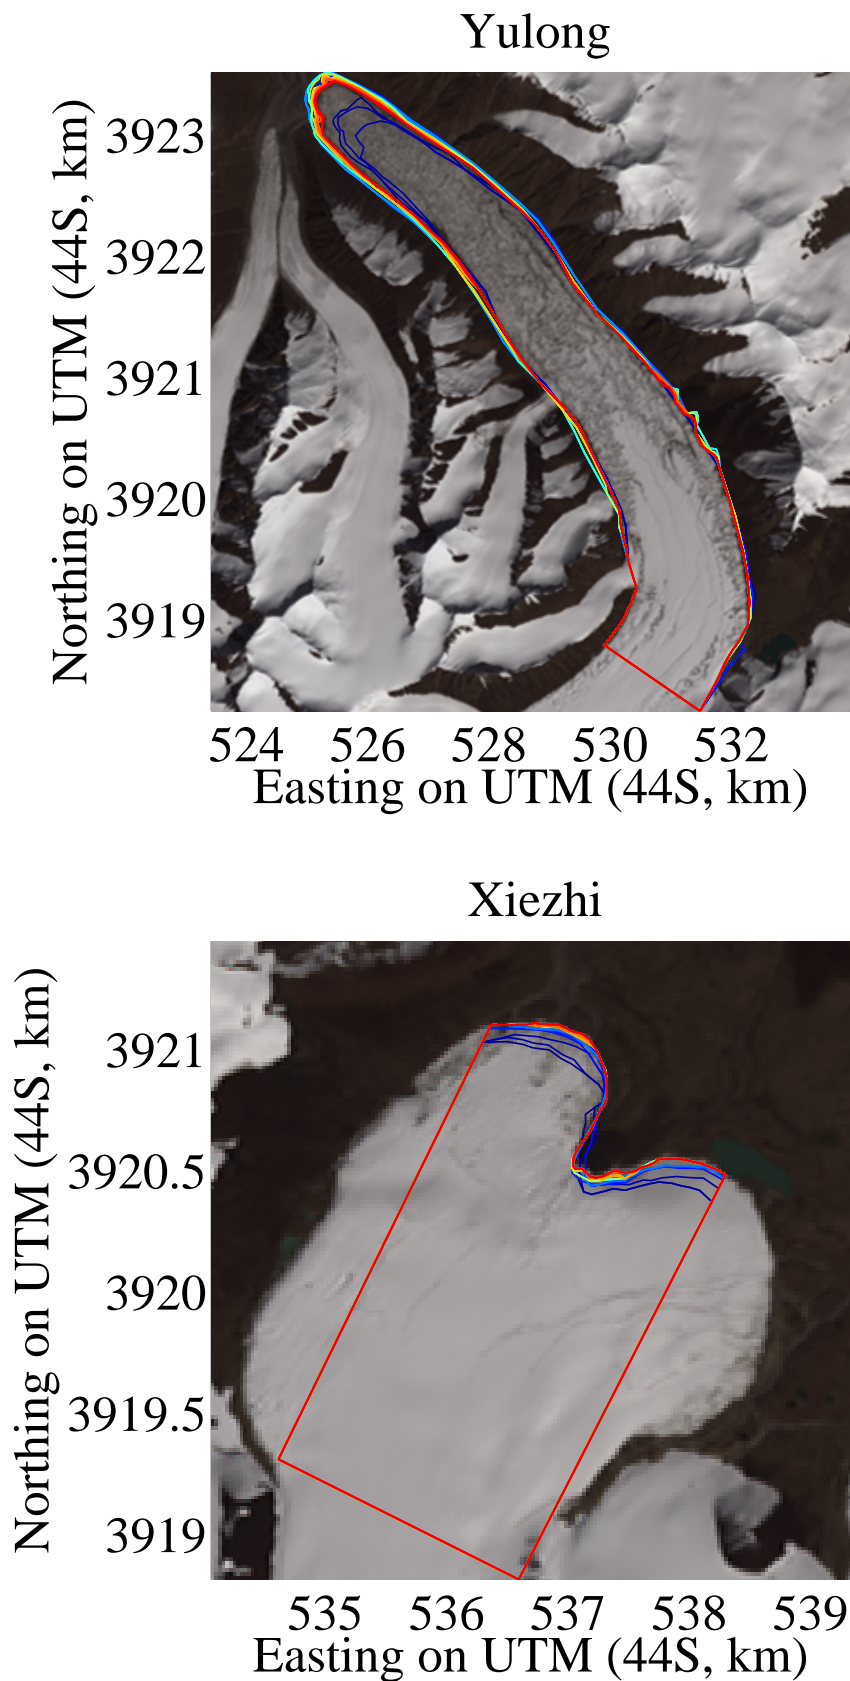 Yulong
Northing on UTM (44S, km)
3923
3922
3921
3920
3919
524 526 528 530 532
Easting on UTM (44S, km)
Xiezhi
Northing on UTM (44S, km)
3921
3920.5
3920
3919.5
3919
535 536 537 538 539
Easting on UTM (44S, km)